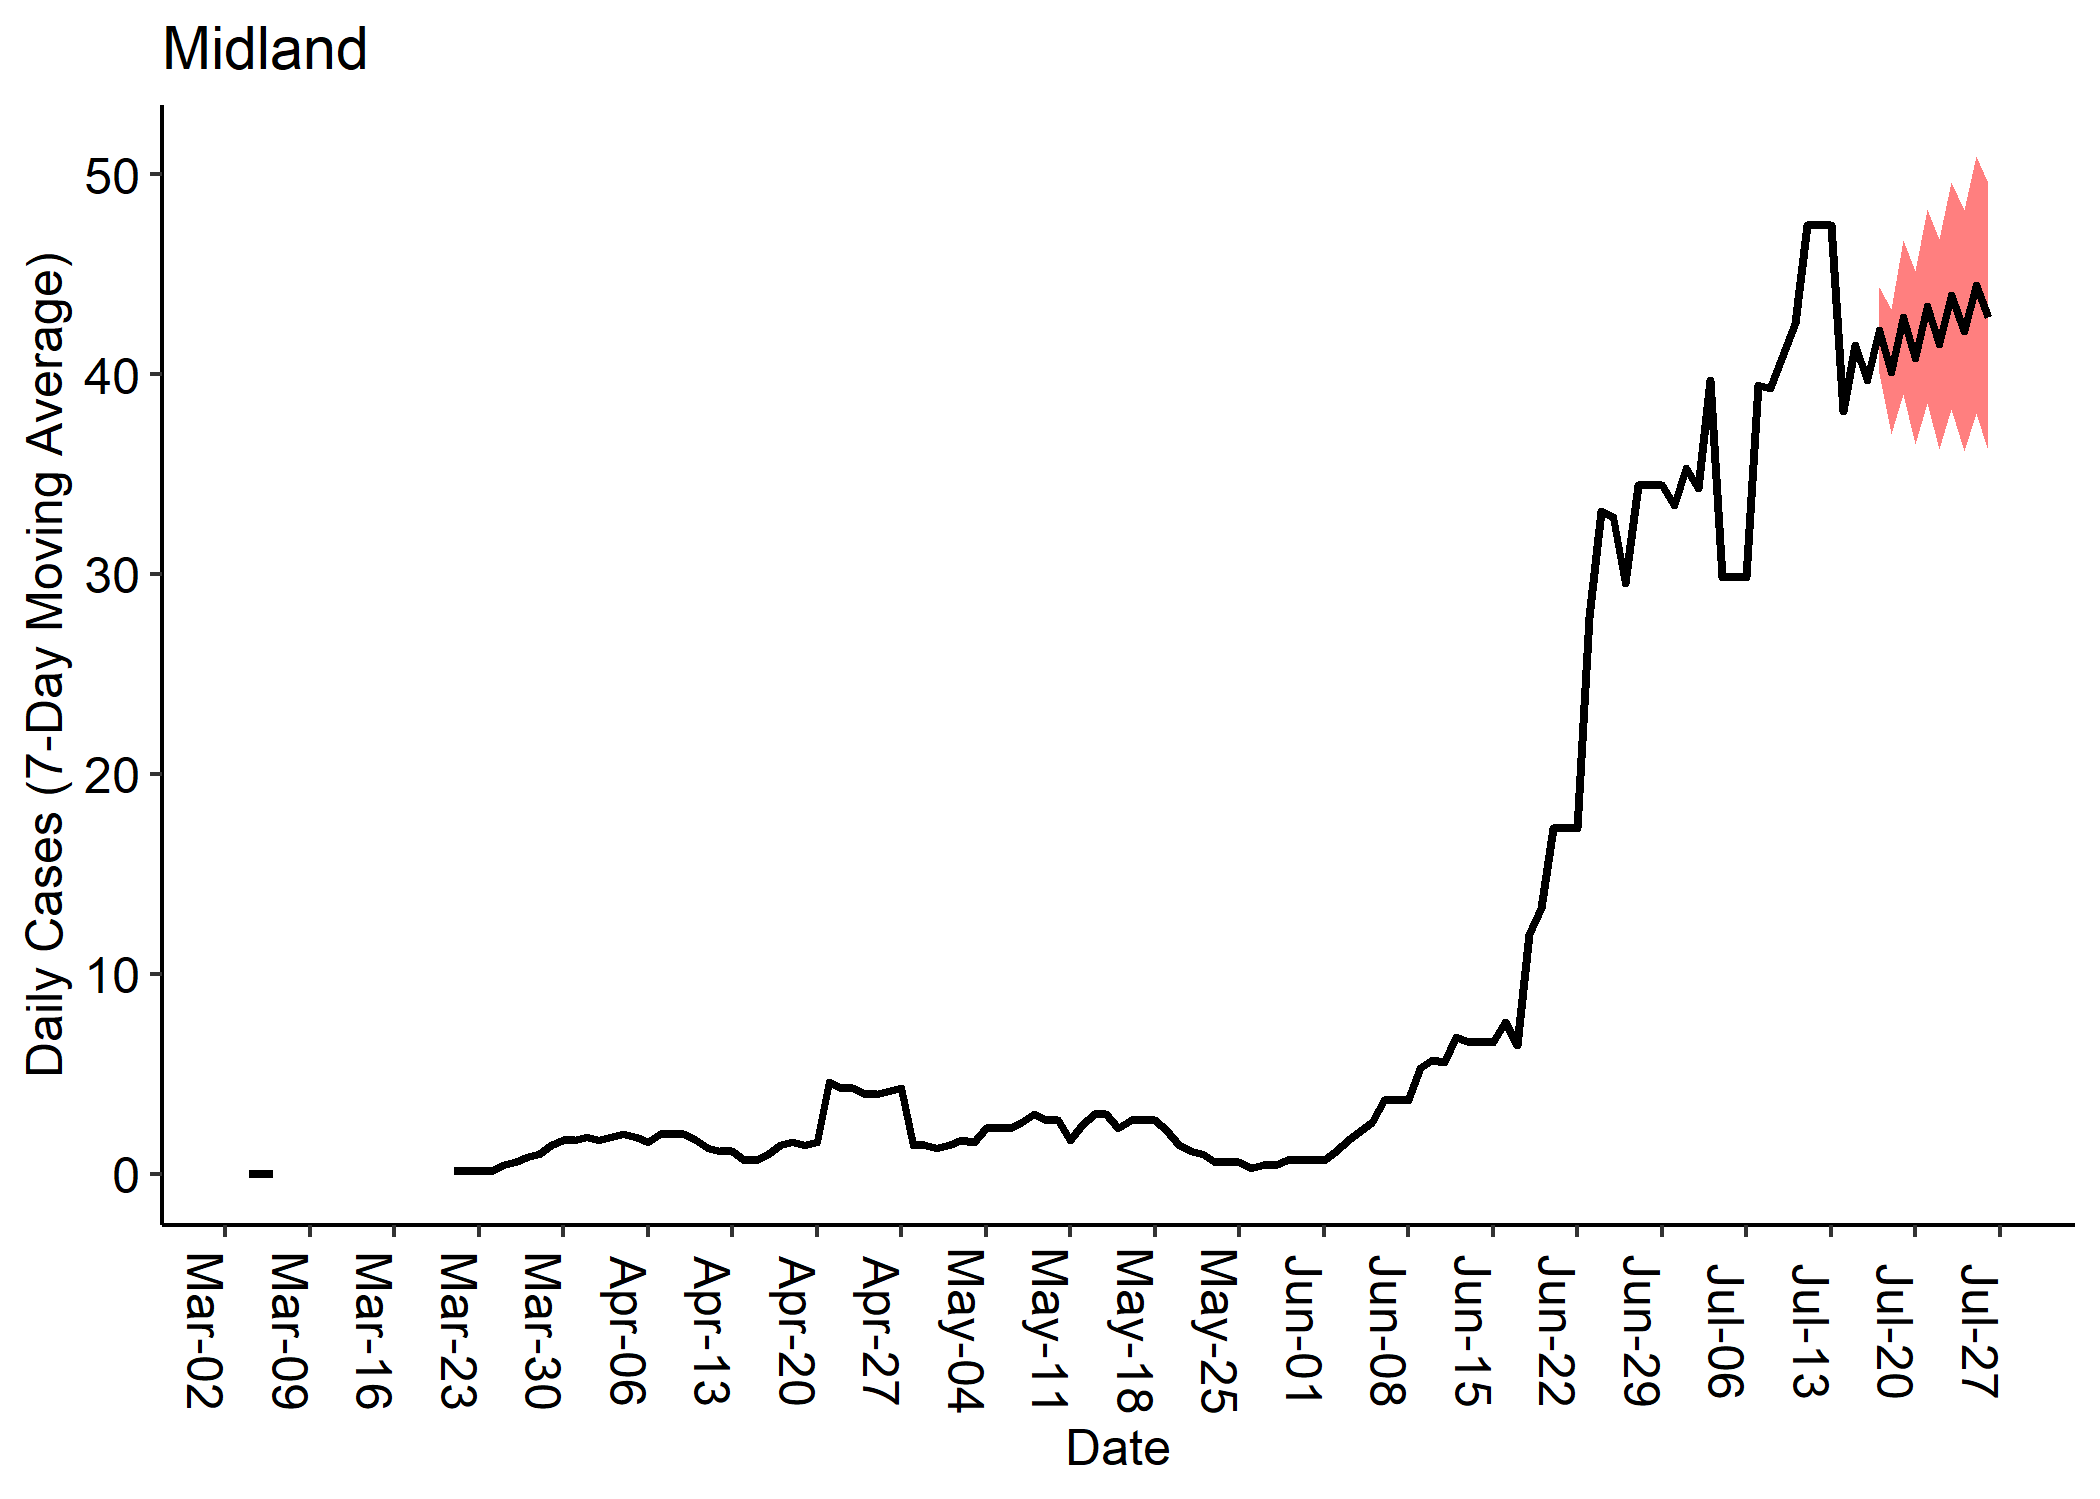 Midland
Daily Cases (7-Day Moving Average)
50
40
30
20
10
0
Mar-02
Mar-09
Mar-16
Mar-23
Mar-30
Apr-06
Apr-13
Apr-20
Apr-27
May-04
May-11
May-18
May-25
Jun-01
Jun-08
Jun-15
Jun-22
Jun-29
Jul-06
Jul-13
Jul-20
Jul-27
Date